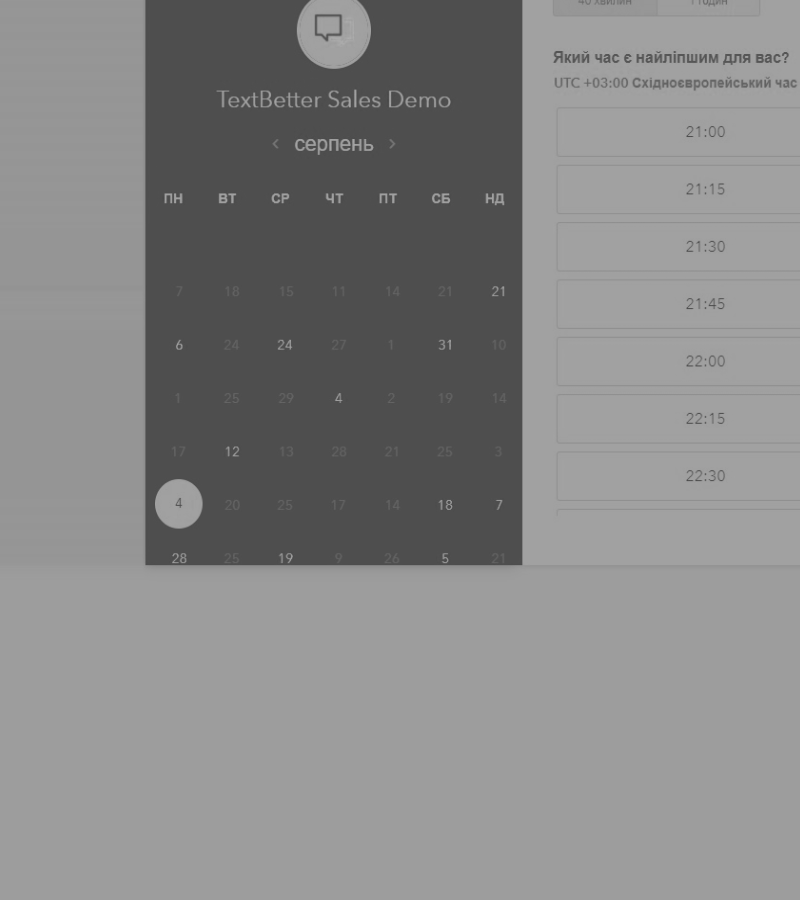 TextBetter Sales Demo
серпень
ПН ВТ СР ЧТ ПТ СБ НД
7 18 15 11 14 21 21
6 24 24 27 1 31 10
1 25 29 4 2 19 14
17 12 13 28 21 25 3
4 20 25 17 14 18 7
28 25 19 9 26 5 21
40 хвилин 1 годин
Який час є найліпшим для вас?
UTC +03:00 Східноєвропейський час
21:00
21:15
21:30
21:45
22:00
22:15
22:30